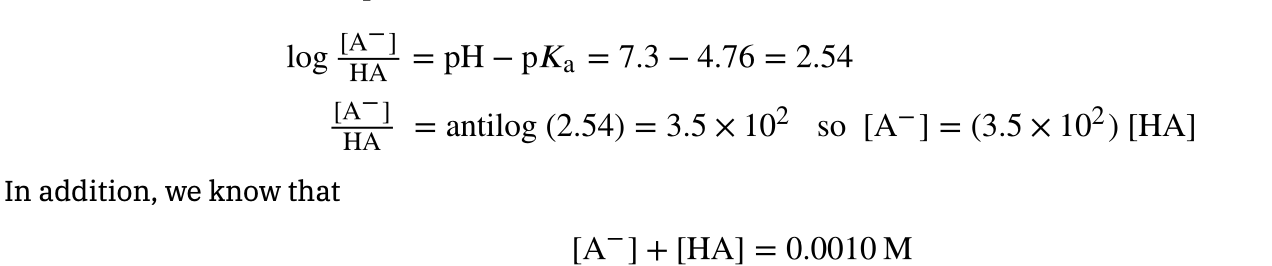 log [A⁻]/HA = pH − pKₐ = 7.3 − 4.76 = 2.54
[A⁻]/HA = antilog (2.54) = 3.5 × 10² so [A⁻] = (3.5 × 10²) [HA]
In addition, we know that
[A⁻] + [HA] = 0.0010 M